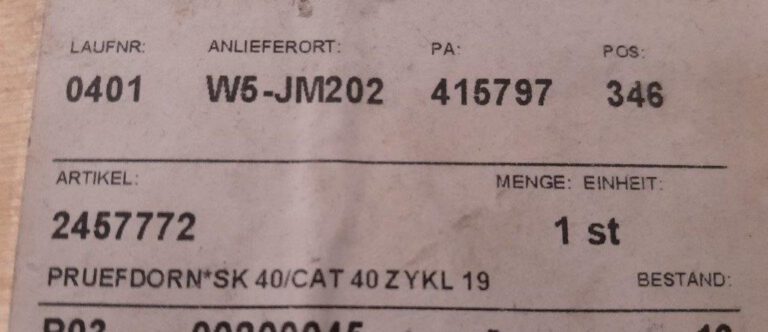 LAUFNR: ANLIEFERORT: PA: POS:
0401 W5-JM202 415797 346
ARTIKEL: MENGE: EINHEIT:
2457772 1 st
PRUEFDORN*SK 40/CAT 40 ZYKL 19 BESTAND: